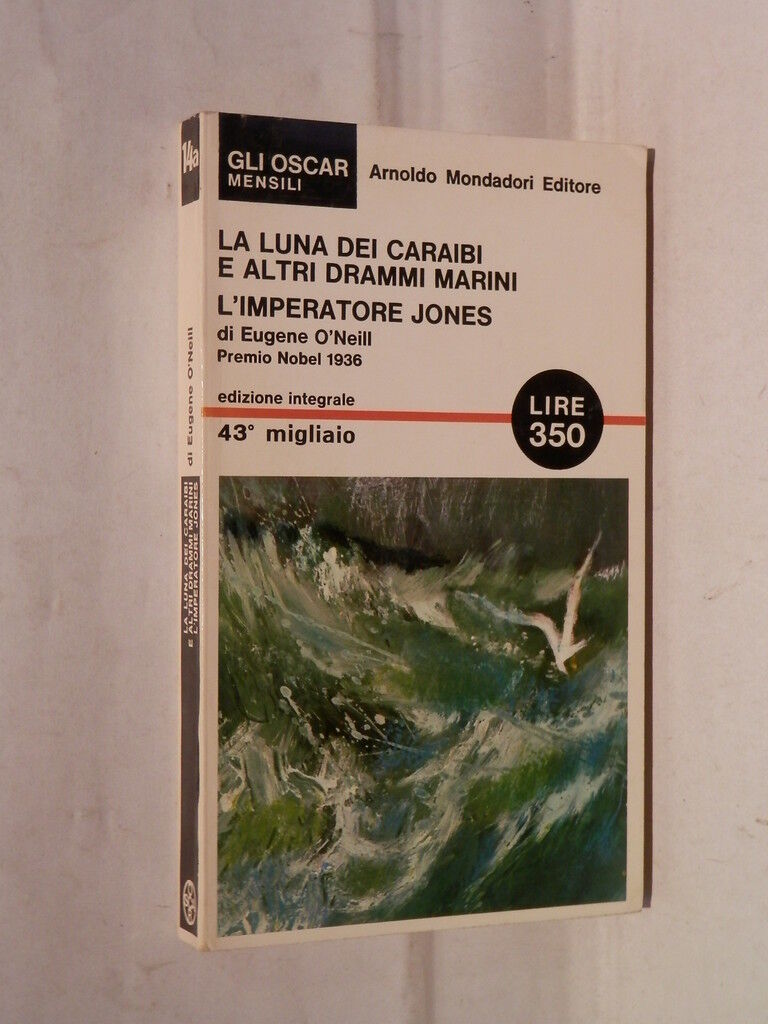 GLI OSCAR
MENSILI
Arnoldo Mondadori Editore
LA LUNA DEI CARAIBI
E ALTRI DRAMMI MARINI
L'IMPERATORE JONES
di Eugene O'Neill
Premio Nobel 1936
edizione integrale
43° migliaio
LIRE
350
14a
di Eugene O'Neill
LA LUNA DEI CARAIBI
E ALTRI DRAMMI MARINI
L'IMPERATORE JONES